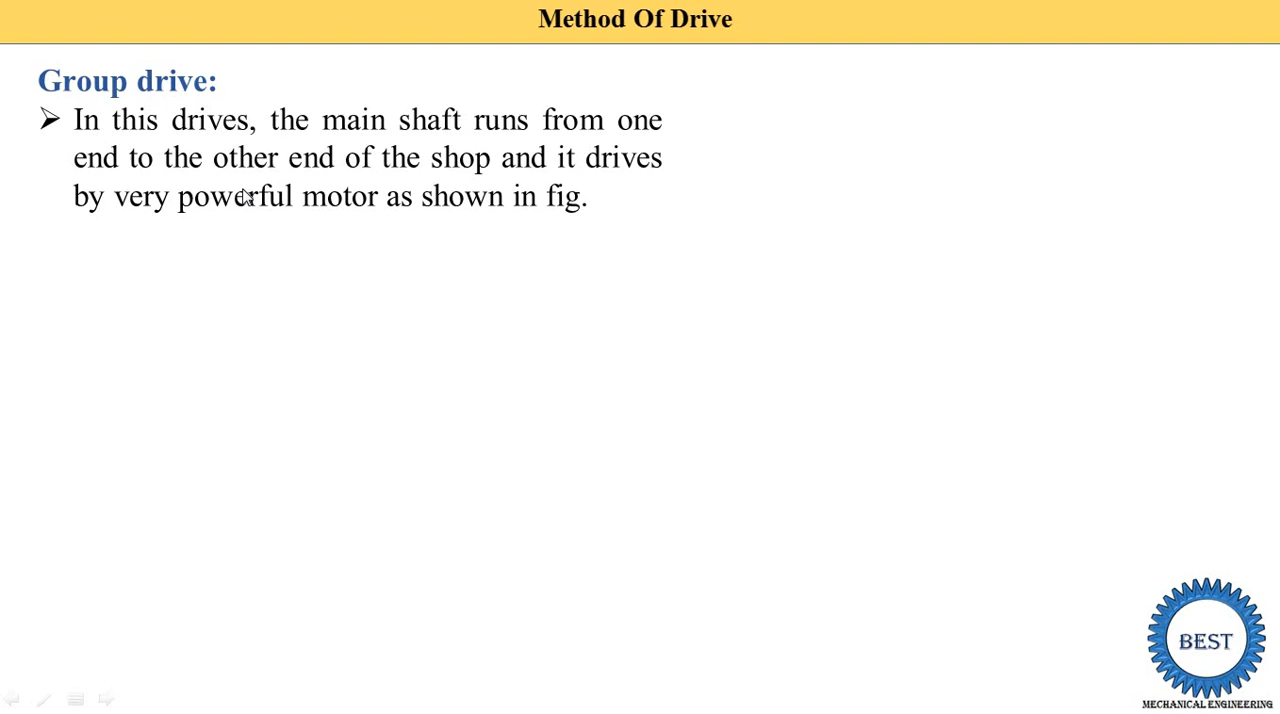 Method Of Drive
Group drive:
➢ In this drives, the main shaft runs from one
end to the other end of the shop and it drives
by very powerful motor as shown in fig.
BEST
MECHANICAL ENGINEERING